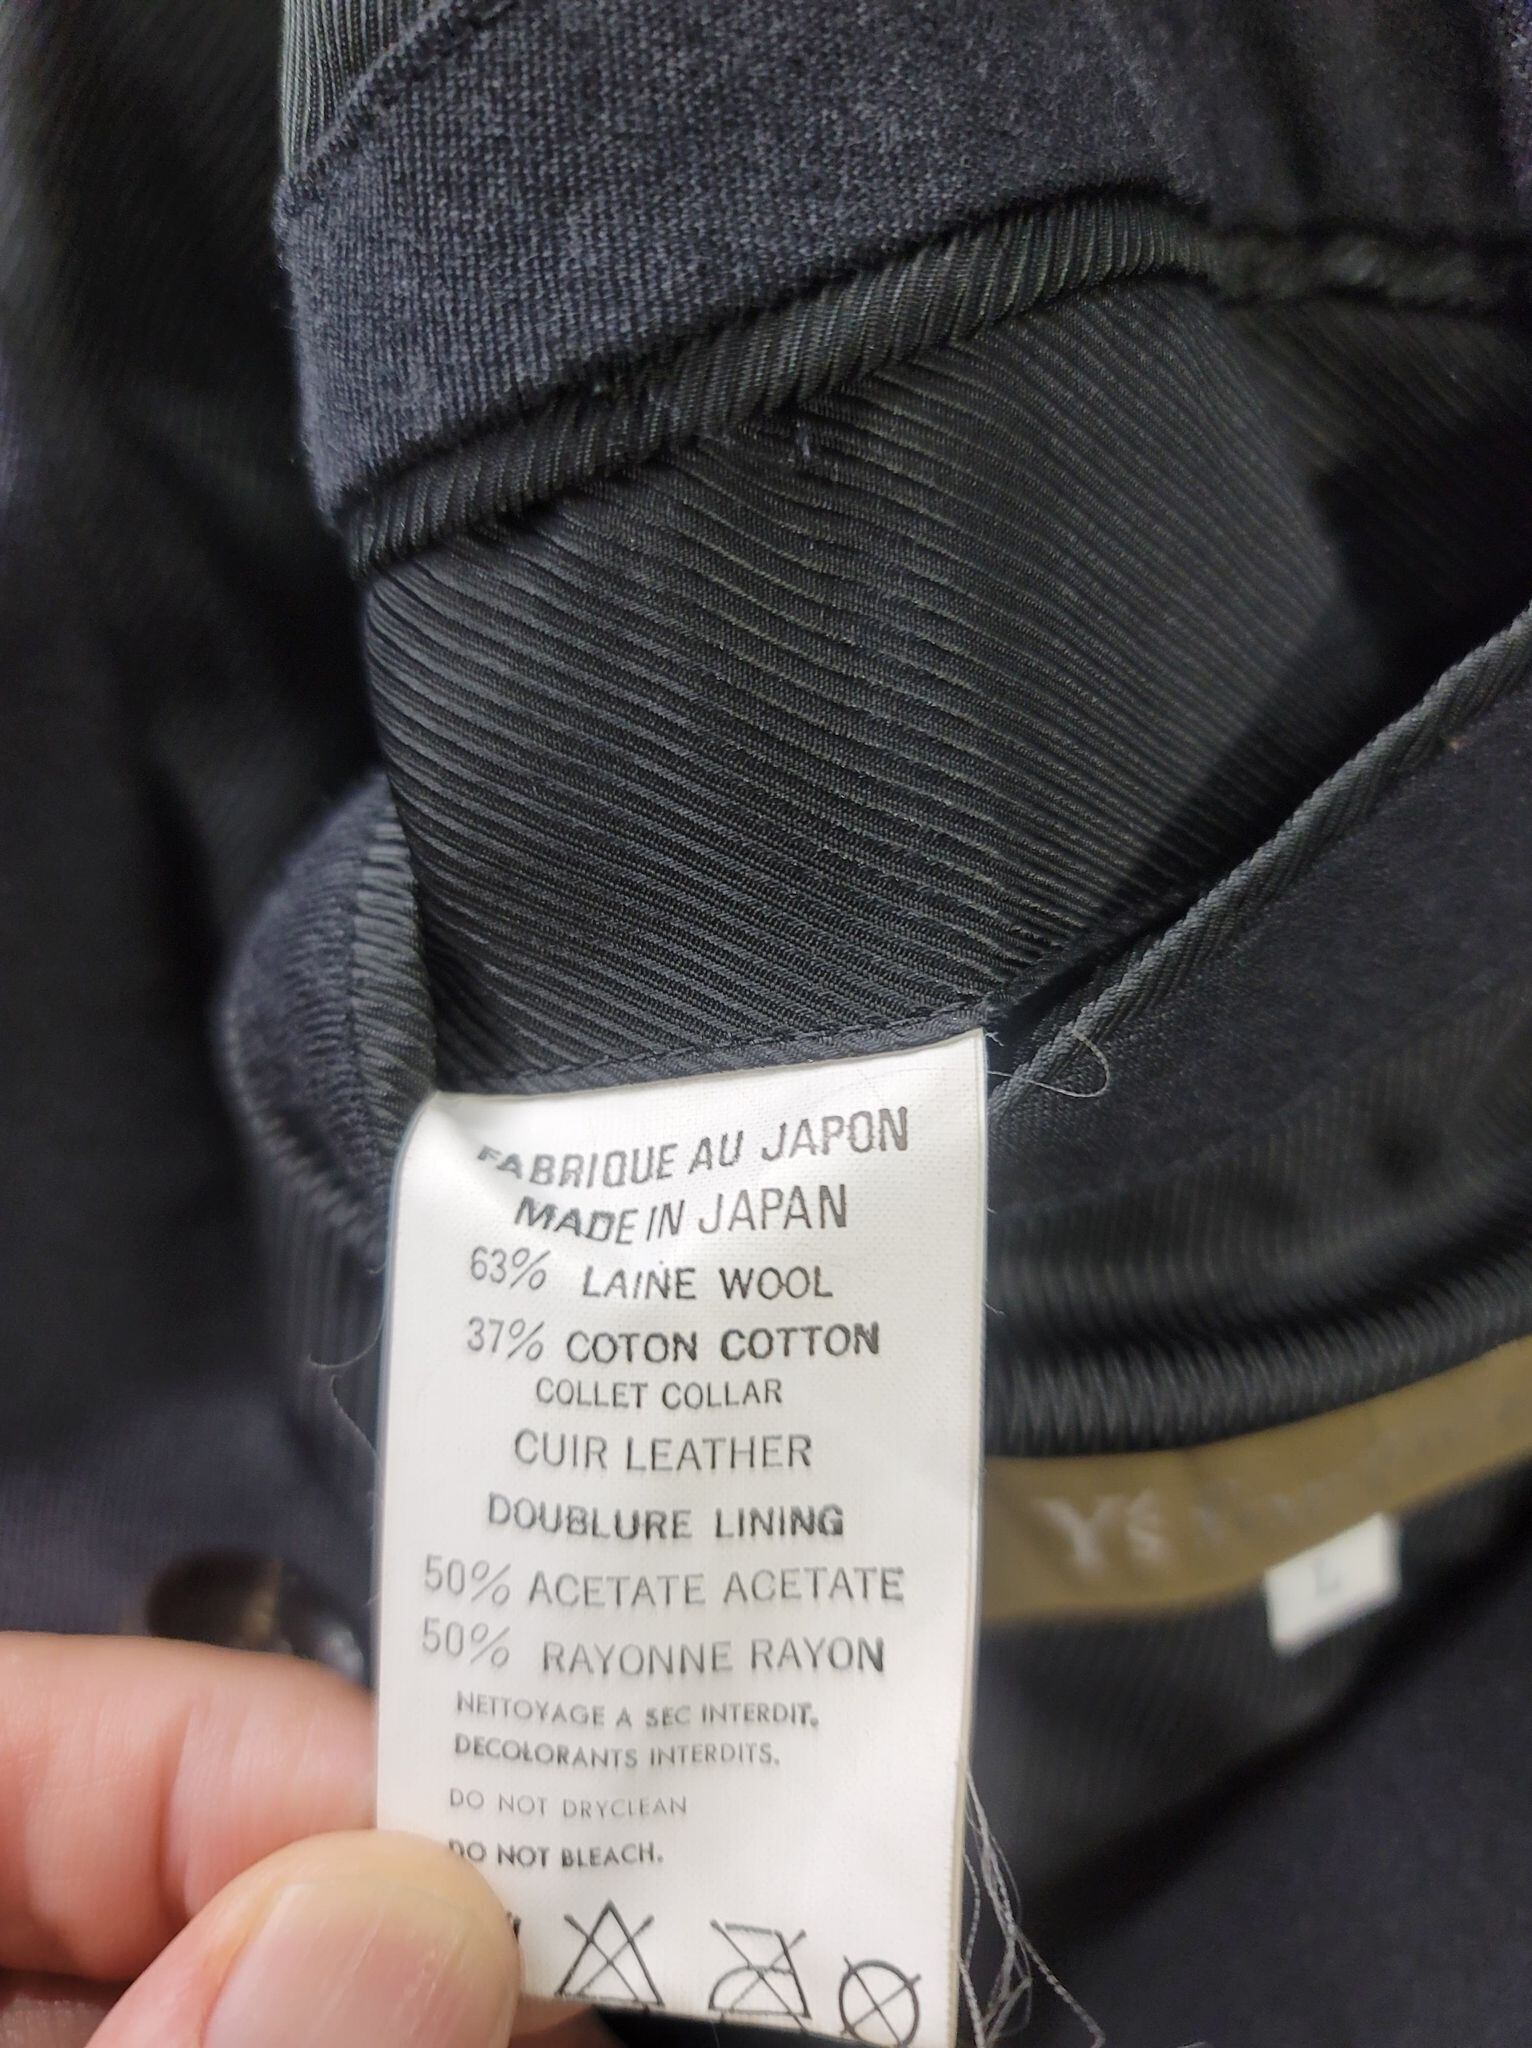 FABRIQUE AU JAPON
MADE IN JAPAN
63% LAINE WOOL
37% COTON COTTON
COLLET COLLAR
CUIR LEATHER
DOUBLURE LINING
50% ACETATE ACETATE
50% RAYONNE RAYON
NETTOYAGE A SEC INTERDIT.
DECOLORANTS INTERDITS.
DO NOT DRYCLEAN
DO NOT BLEACH.
Y's
L